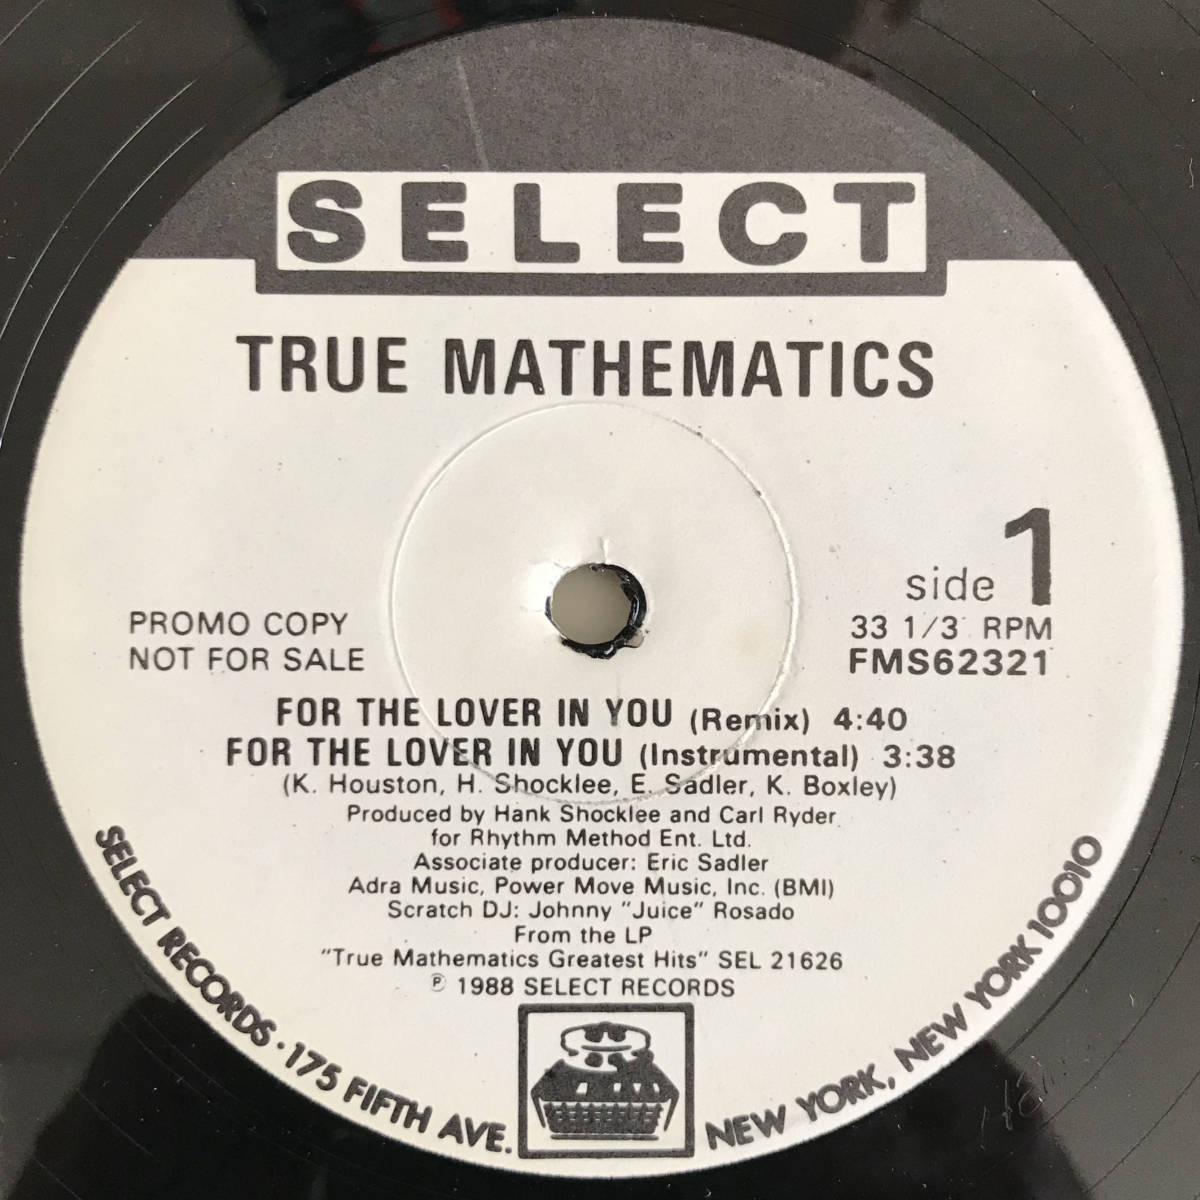 SELECT
TRUE MATHEMATICS
side 1
PROMO COPY
NOT FOR SALE
33 1/3 RPM
FMS62321
FOR THE LOVER IN YOU (Remix) 4:40
FOR THE LOVER IN YOU (Instrumental) 3:38
(K. Houston, H. Shocklee, E. Sadler, K. Boxley)
Produced by Hank Shocklee and Carl Ryder
for Rhythm Method Ent. Ltd.
Associate producer: Eric Sadler
Adra Music, Power Move Music, Inc. (BMI)
Scratch DJ: Johnny "Juice" Rosado
From the LP
"True Mathematics Greatest Hits" SEL 21626
℗ 1988 SELECT RECORDS
SELECT RECORDS · 175 FIFTH AVE. NEW YORK, NEW YORK 10010